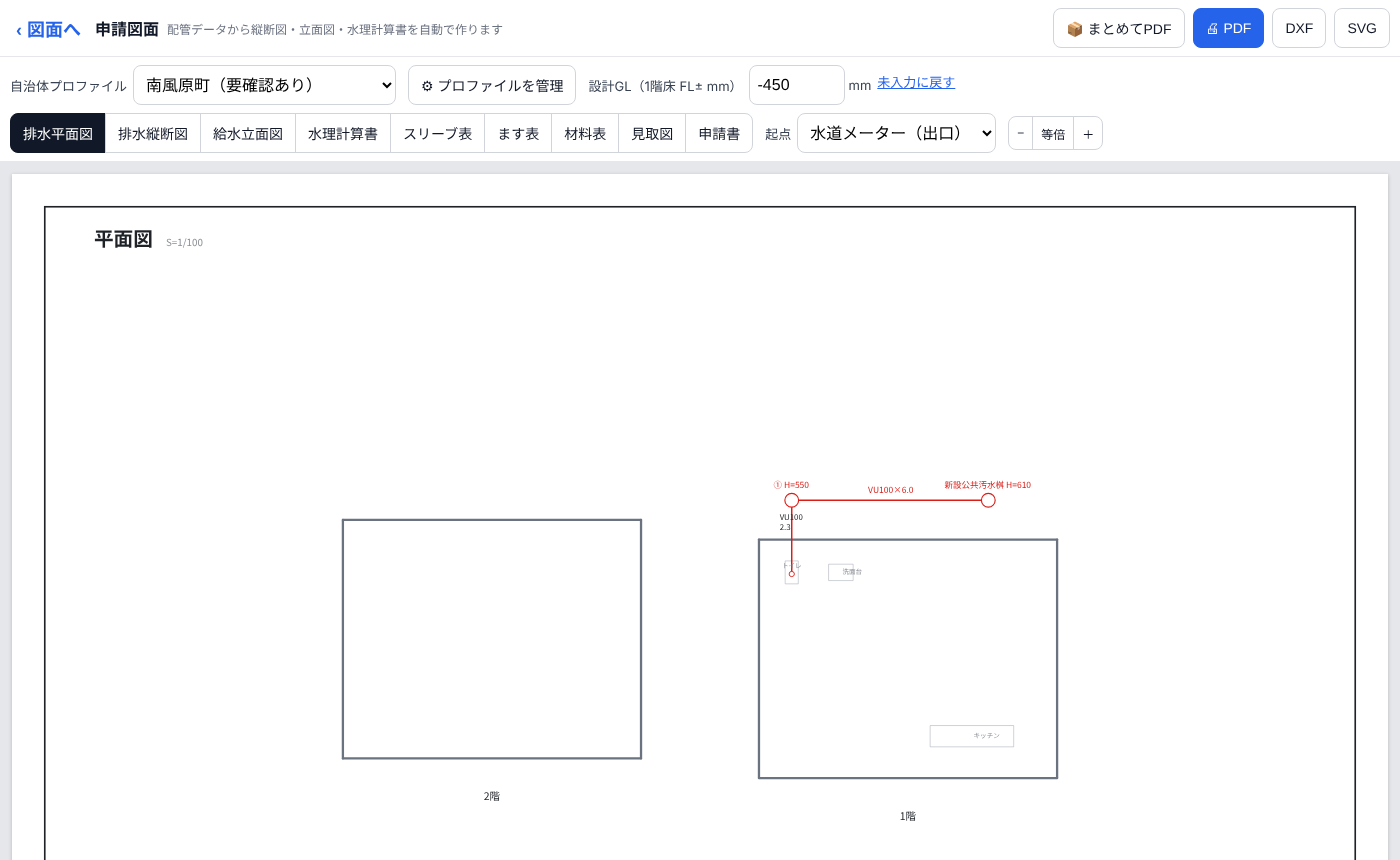 ‹ 図面へ 申請図面 配管データから縦断図・立面図・水理計算書を自動で作ります
📦 まとめてPDF
🖨 PDF
DXF
SVG
自治体プロファイル 南風原町（要確認あり） ⚙ プロファイルを管理 設計GL（1階床 FL± mm） -450 mm 未入力に戻す
排水平面図 排水縦断図 給水立面図 水理計算書 スリーブ表 ます表 材料表 見取図 申請書 起点 水道メーター（出口） − 等倍 ＋
平面図 S=1/100
① H=550
VU100×6.0
新設公共汚水桝 H=610
VU100
2.3
トイレ
洗面台
キッチン
2階
1階